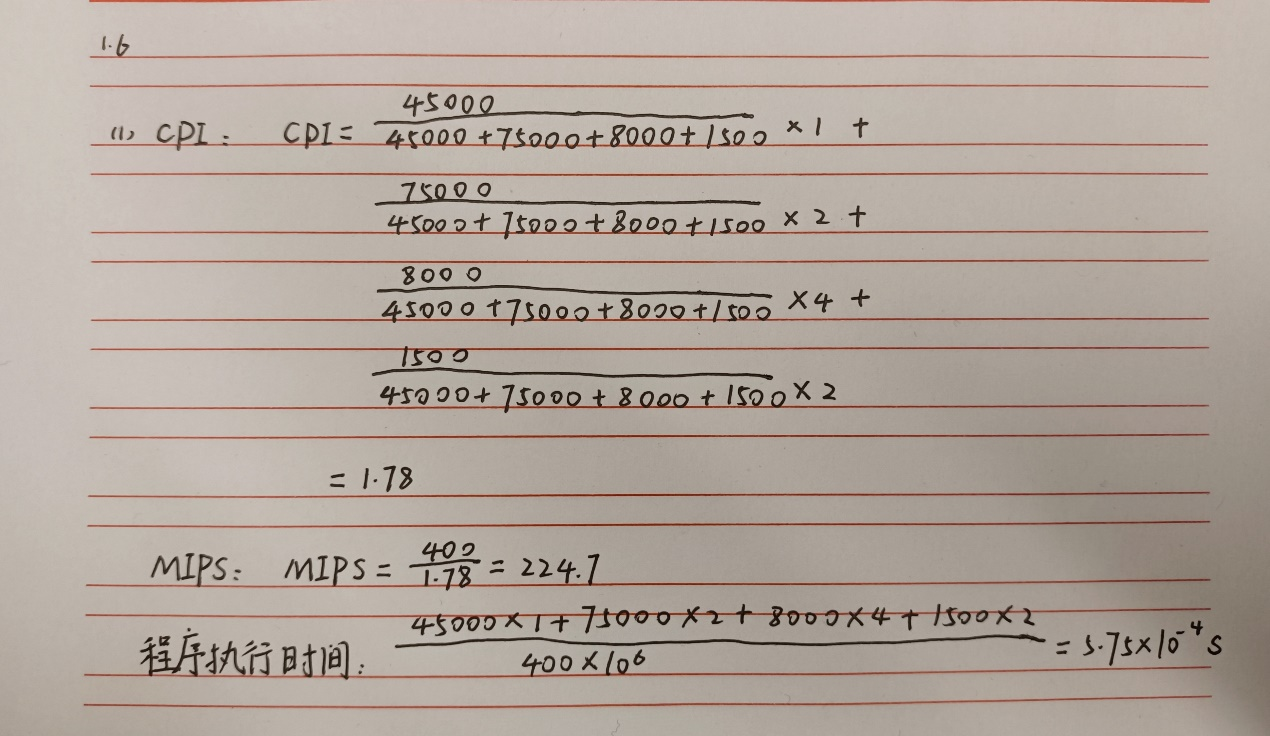 1.6
(1) CPI: CPI = 45000/(45000+75000+8000+1500) ×1 +
75000/(45000+75000+8000+1500) ×2 +
8000/(45000+75000+8000+1500) ×4 +
1500/(45000+75000+8000+1500) ×2
= 1.78
MIPS: MIPS = 400/1.78 = 224.7
程序执行时间: (45000×1+75000×2+8000×4+1500×2)/(400×10⁶) = 5.75×10⁻⁴ s